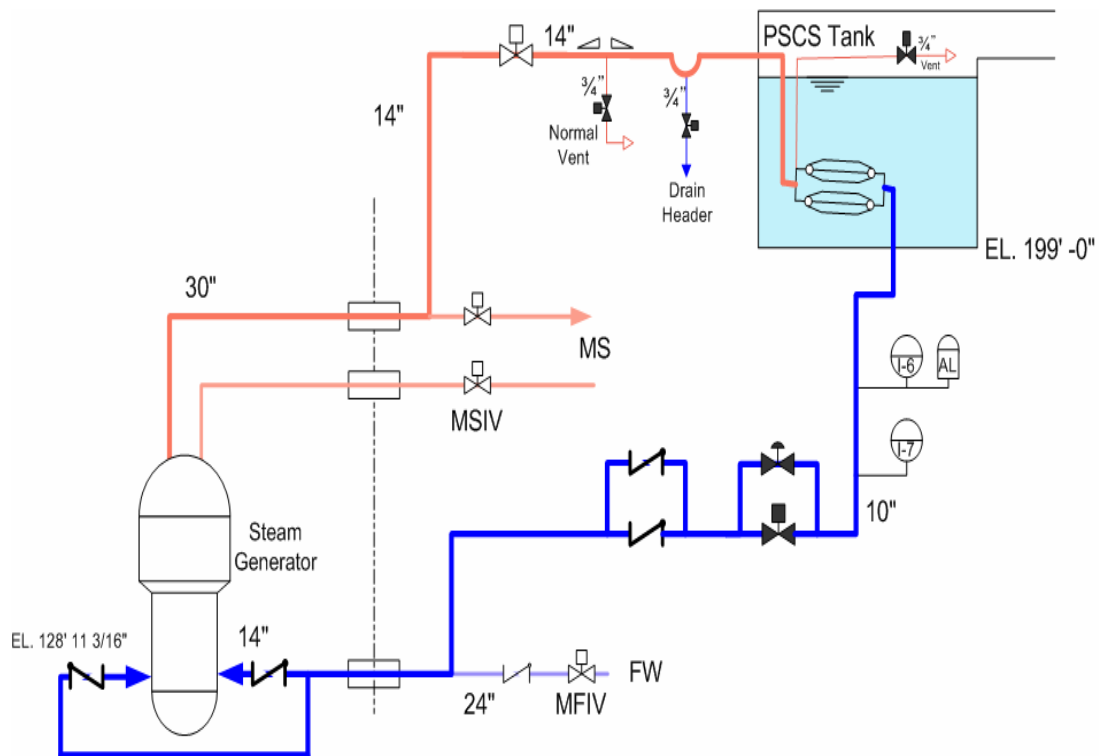 PSCS Tank
¾"
Vent
14"
¾"
¾"
14"
Normal
Vent
Drain
Header
EL. 199' -0"
30"
MS
MSIV
I-6
AL
I-7
10"
Steam
Generator
EL. 128' 11 3/16"
14"
24"
MFIV
FW